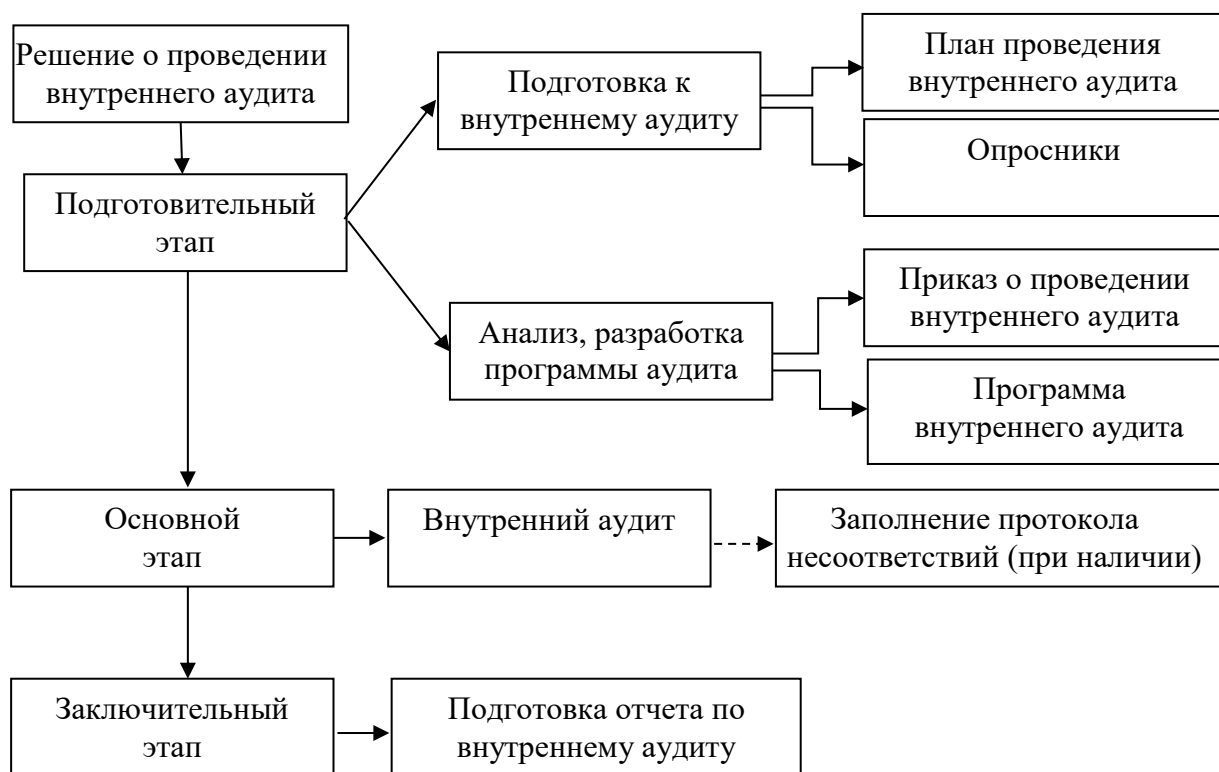 Решение о проведении
внутреннего аудита
Подготовка к
внутреннему аудиту
План проведения
внутреннего аудита
Опросники
Подготовительный
этап
Анализ, разработка
программы аудита
Приказ о проведении
внутреннего аудита
Программа
внутреннего аудита
Основной
этап
Внутренний аудит
Заполнение протокола
несоответствий (при наличии)
Заключительный
этап
Подготовка отчета по
внутреннему аудиту